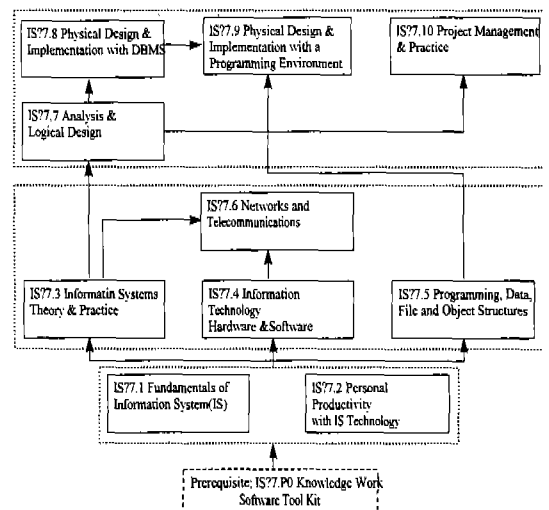 IS?7.8 Physical Design &
Implementation with DBMS
IS?7.9 Physical Design &
Implementation with a
Programming Environment
IS?7.10 Project Management
& Practice
IS?7.7 Analysis &
Logical Design
IS?7.6 Networks and
Telecommunications
IS?7.3 Informatin Systems
Theory & Practice
IS?7.4 Information
Technology
Hardware &Software
IS?7.5 Programming, Data,
File and Object Structures
IS?7.1 Fundamentals of
Information System(IS)
IS?7.2 Personal
Productivity
with IS Technology
Prerequisite; IS?7.P0 Knowledge Work
Software Tool Kit